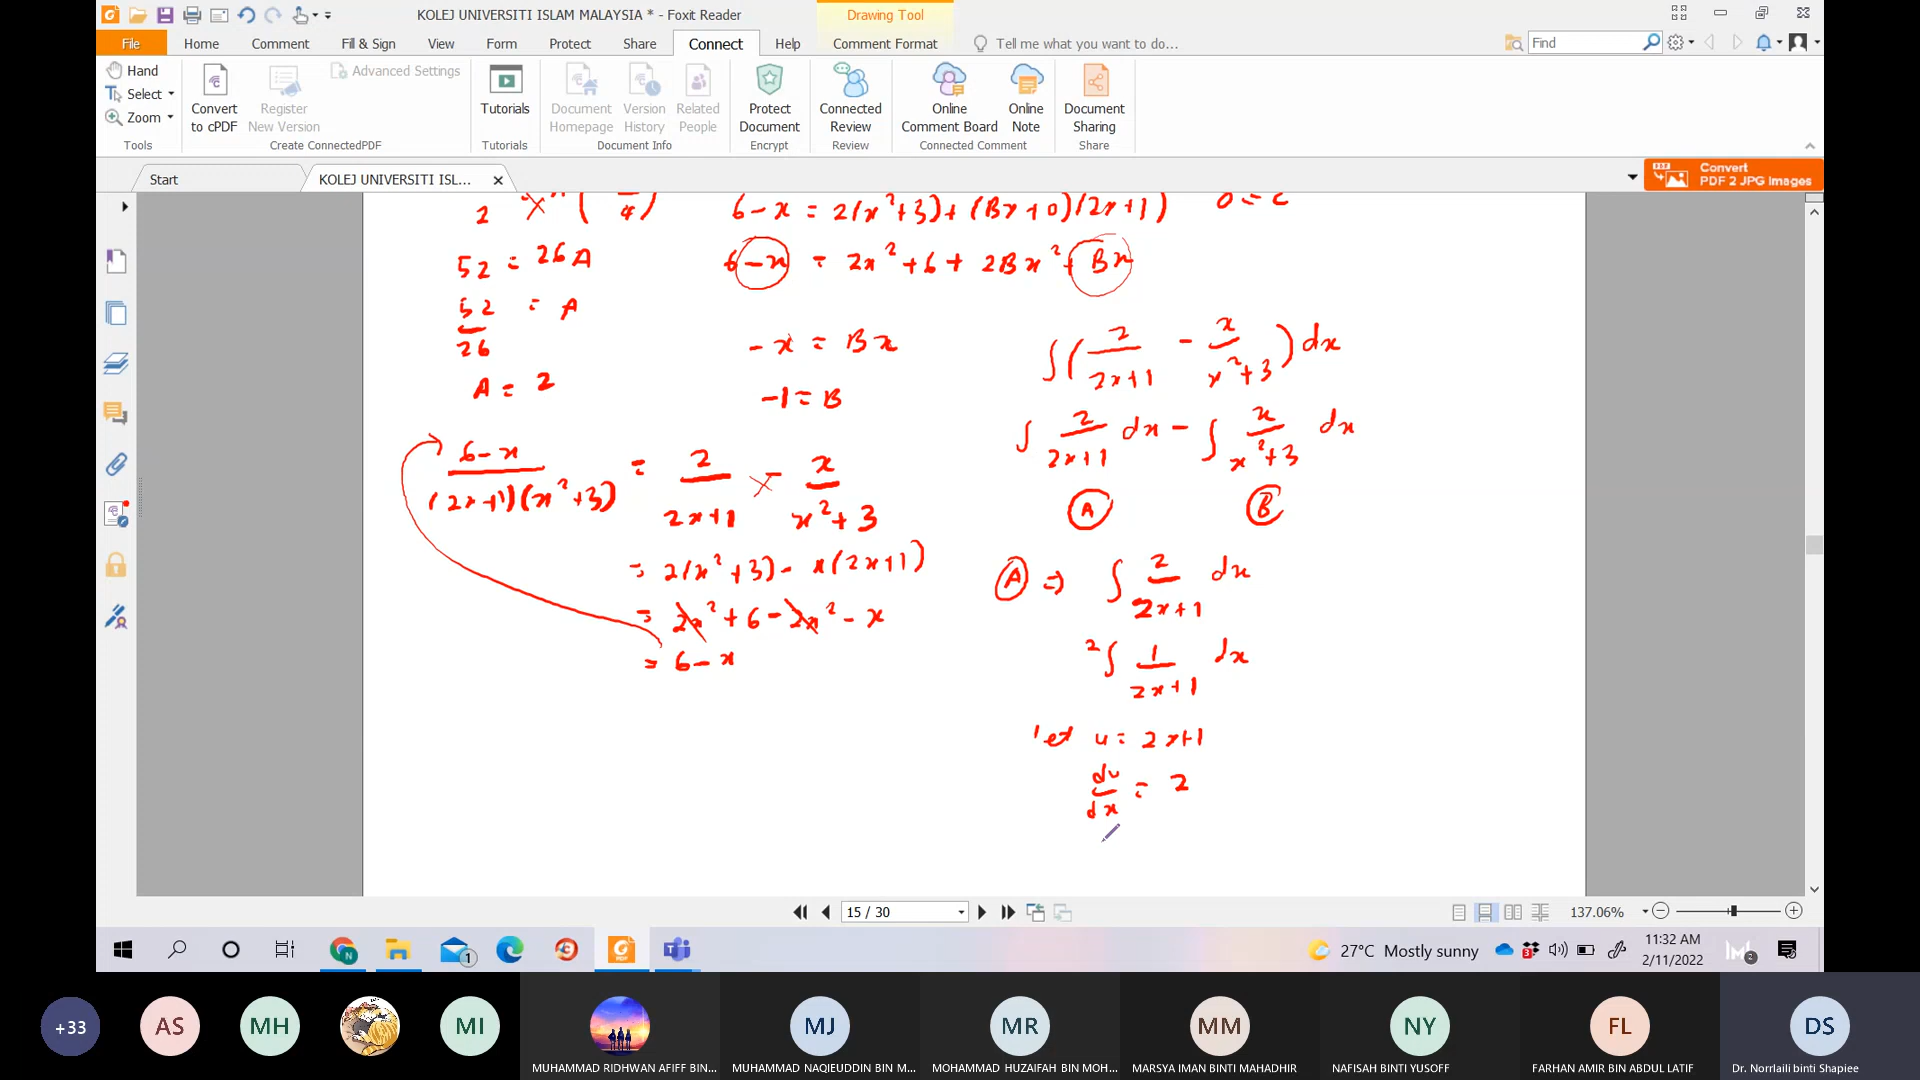 KOLEJ UNIVERSITI ISLAM MALAYSIA * - Foxit Reader
Drawing Tool
File Home Comment Fill & Sign View Form Protect Share Connect Help Comment Format Tell me what you want to do... Find
Hand
Select
Zoom
Tools
Convert to cPDF
Register New Version
Advanced Settings
Create ConnectedPDF
Tutorials
Tutorials
Document Homepage
Version History
Related People
Document Info
Protect Document
Encrypt
Connected Review
Review
Online Comment Board
Online Note
Connected Comment
Document Sharing
Share
Start
KOLEJ UNIVERSITI ISL...
Convert
PDF 2 JPG Images
52 = 26A
52/26 = A
A = 2
6-x = 2(x²+3)+(Bx+0)(2x+1)
0 = C
6-x = 2x²+6+ 2Bx²+Bx
-x = Bx
-1 = B
6-x/(2x+1)(x²+3) = 2/2x+1 - x/x²+3
= 2(x²+3) - x(2x+1)
= 2x²+6-2x²-x
= 6-x
∫(2/2x+1 - x/x²+3)dx
∫ 2/2x+1 dx - ∫ x/x²+3 dx
A B
A => ∫ 2/2x+1 dx
2∫ 1/2x+1 dx
let u = 2x+1
du/dx = 2
15 / 30
137.06%
1
27°C Mostly sunny
3
11:32 AM
2/11/2022
2
+33
AS
MH
MI
MJ
MR
MM
NY
FL
DS
MUHAMMAD RIDHWAN AFIFF BIN...
MUHAMMAD NAQIEUDDIN BIN M...
MOHAMMAD HUZAIFAH BIN MOH...
MARSYA IMAN BINTI MAHADHIR
NAFISAH BINTI YUSOFF
FARHAN AMIR BIN ABDUL LATIF
Dr. Norrlaili binti Shapiee